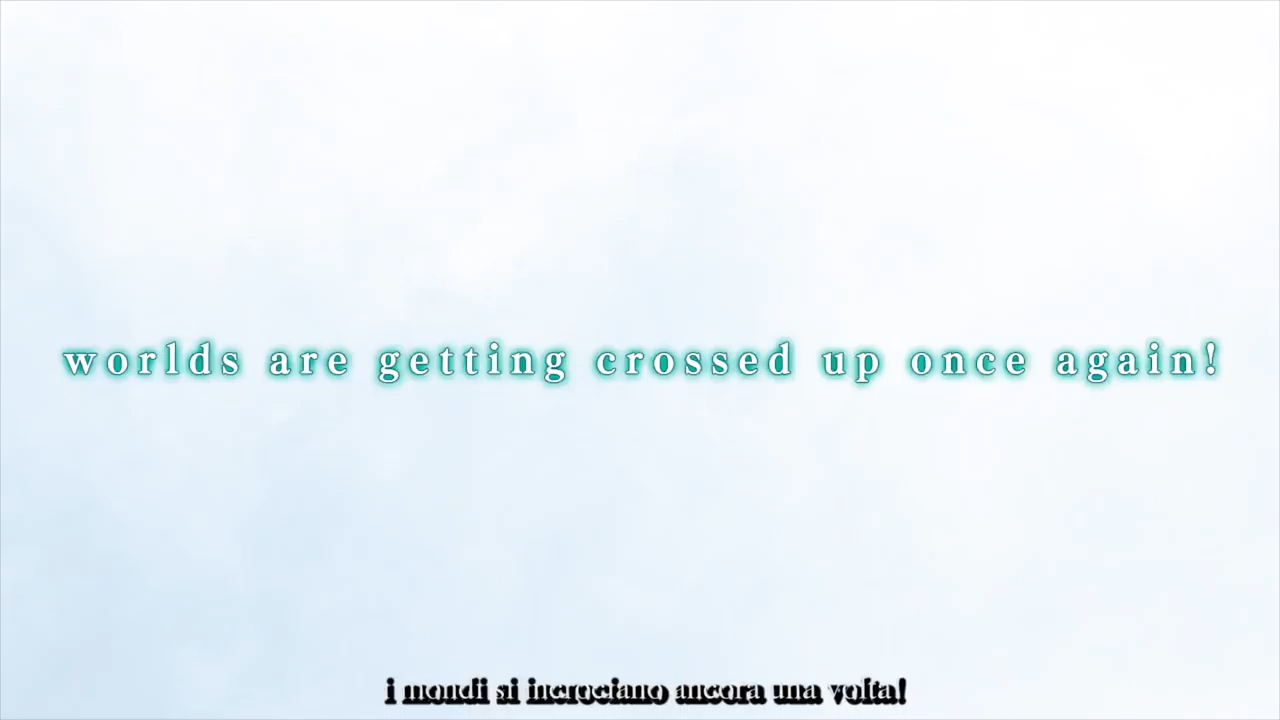 worlds are getting crossed up once again!
i mondi si incrociano ancora una volta!